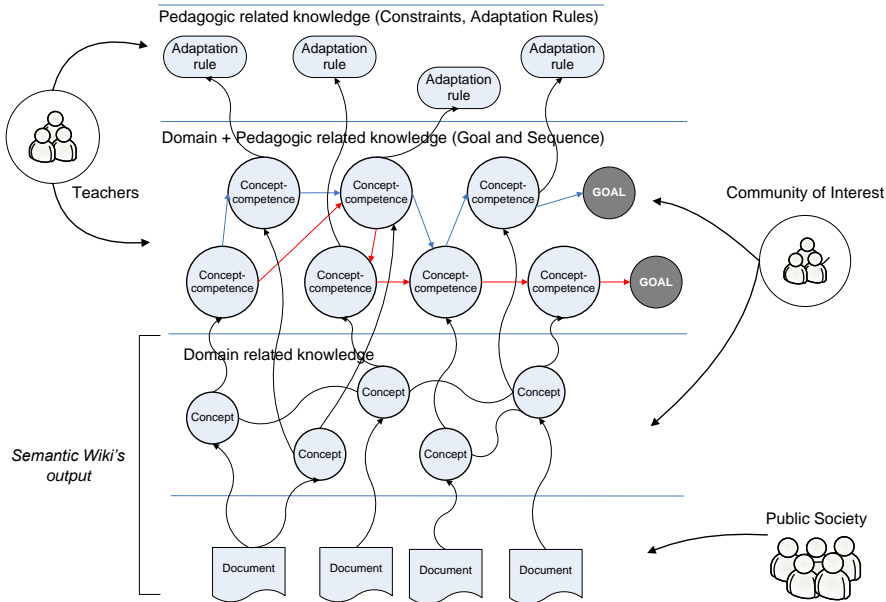 Pedagogic related knowledge (Constraints, Adaptation Rules)
Adaptation
rule
Adaptation
rule
Adaptation
rule
Adaptation
rule
Domain + Pedagogic related knowledge (Goal and Sequence)
Teachers
Community of Interest
Concept-
competence
Concept-
competence
Concept-
competence
GOAL
Concept-
competence
Concept-
competence
Concept-
competence
Concept-
competence
GOAL
Domain related knowledge
Concept
Concept
Concept
Concept
Concept
Semantic Wiki's
output
Public Society
Document
Document
Document
Document